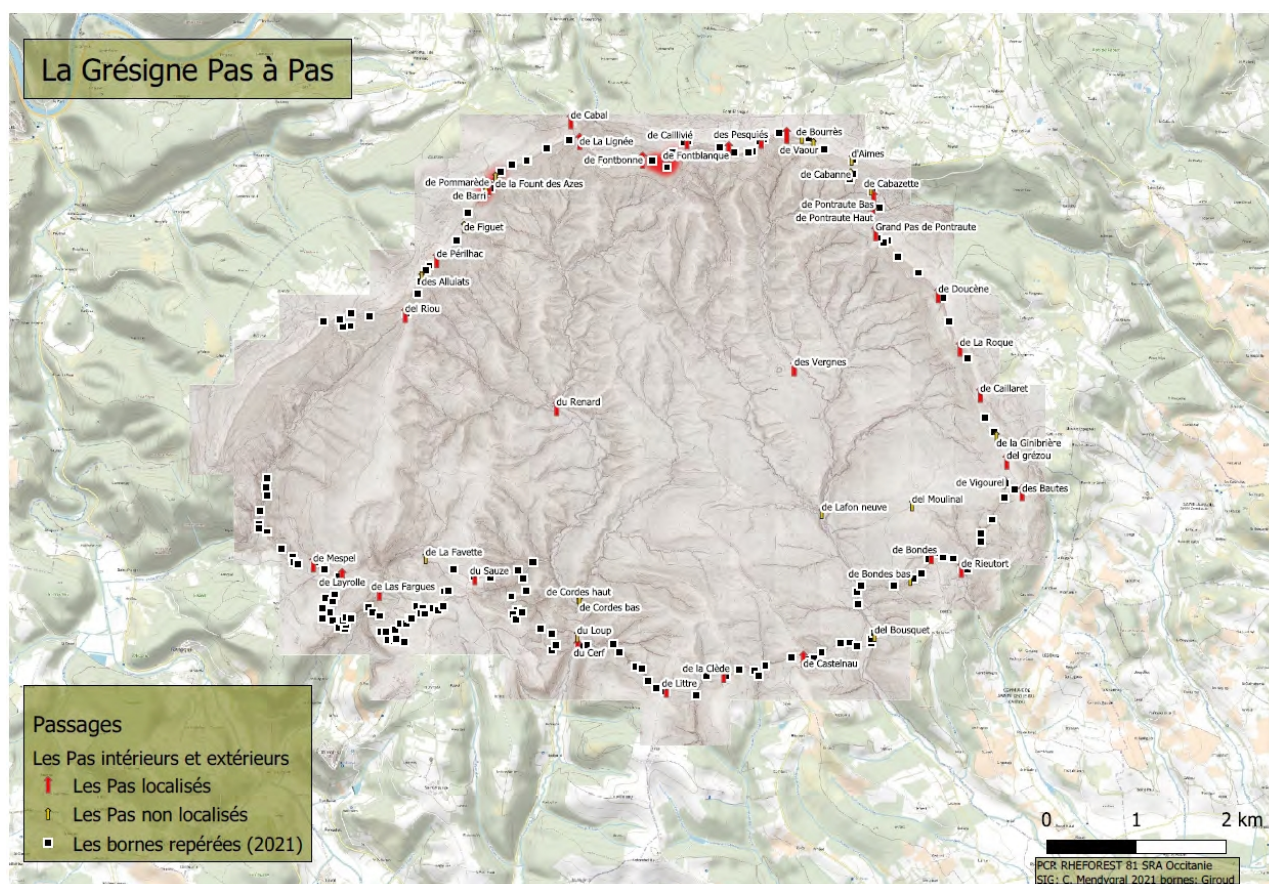 La Grésigne Pas à Pas
de Cabal
de La Lignée
de Caillivié
des Pesquiés
de Bourrès
de Vaour
de Fontbonne
de Fontblanque
d'Aimes
de Cabanne
de Pommarède
de la Fount des Azes
de Barri
de Cabazette
de Pontraute Bas
de Pontraute Haut
Grand Pas de Pontraute
de Figuet
de Périlhac
des Alluiats
del Riou
de Doucène
de La Roque
des Vergnes
de Caillaret
du Renard
de la Ginibrière
del grézou
de Vigourel
des Bautes
de Lafon neuve
del Moulinal
de Mespel
de La Favette
de Bondes
de Rieutort
de Layrolle
du Sauze
de Bondes bas
de Las Fargues
de Cordes haut
de Cordes bas
du Loup
del Bousquet
du Cerf
de Castelnau
de la Clède
de Littre
Passages
Les Pas intérieurs et extérieurs
Les Pas localisés
Les Pas non localisés
Les bornes repérées (2021)
0 1 2 km
PCR RHEFOREST 81 SRA Occitanie
SIG: C. Mendygral 2021 bornes: Giroud